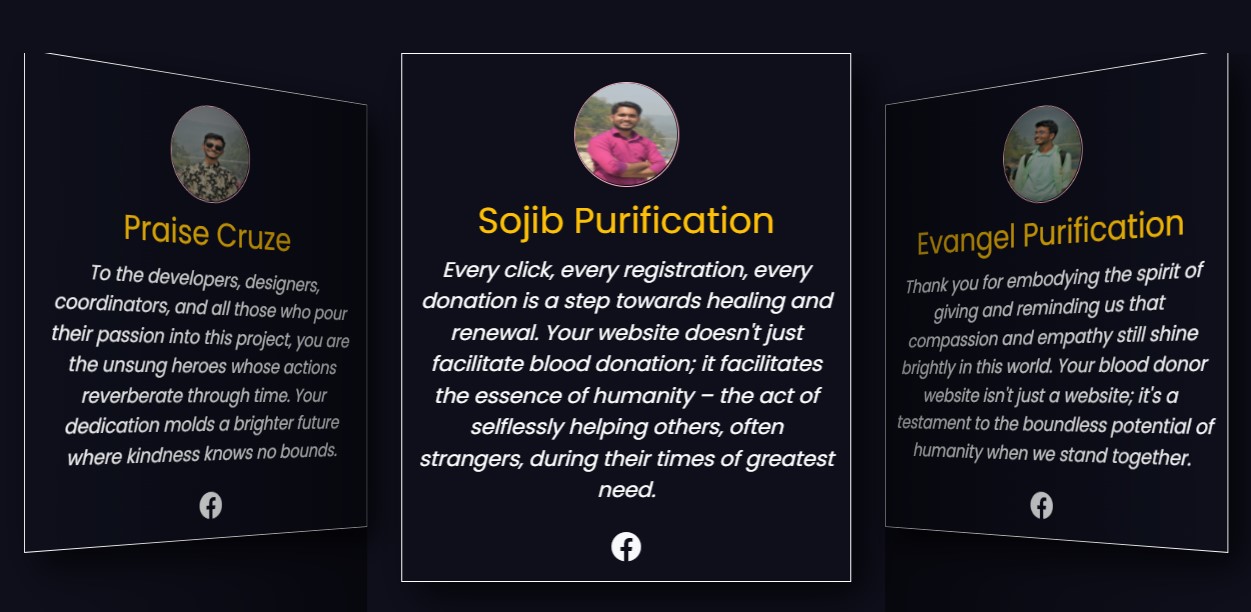 Praise Cruze
To the developers, designers,
coordinators, and all those who pour
their passion into this project, you are
the unsung heroes whose actions
reverberate through time. Your
dedication molds a brighter future
where kindness knows no bounds.
Sojib Purification
Every click, every registration, every
donation is a step towards healing and
renewal. Your website doesn't just
facilitate blood donation; it facilitates
the essence of humanity – the act of
selflessly helping others, often
strangers, during their times of greatest
need.
Evangel Purification
Thank you for embodying the spirit of
giving and reminding us that
compassion and empathy still shine
brightly in this world. Your blood donor
website isn't just a website; it's a
testament to the boundless potential of
humanity when we stand together.